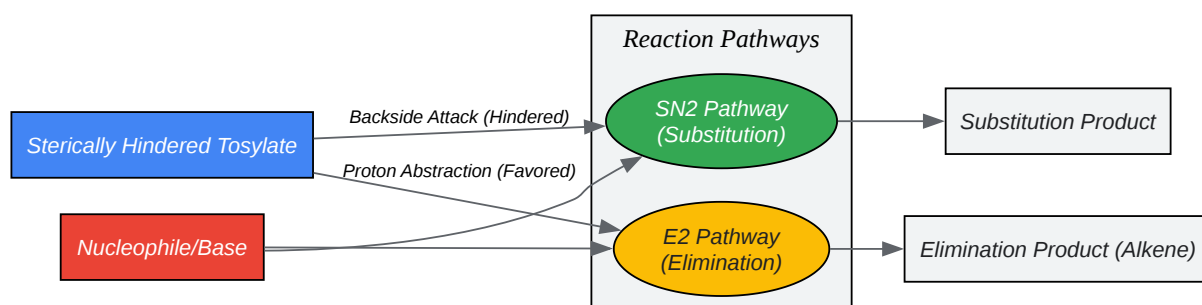 Reaction Pathways
Sterically Hindered Tosylate
Backside Attack (Hindered)
SN2 Pathway
(Substitution)
Substitution Product
Proton Abstraction (Favored)
Nucleophile/Base
E2 Pathway
(Elimination)
Elimination Product (Alkene)